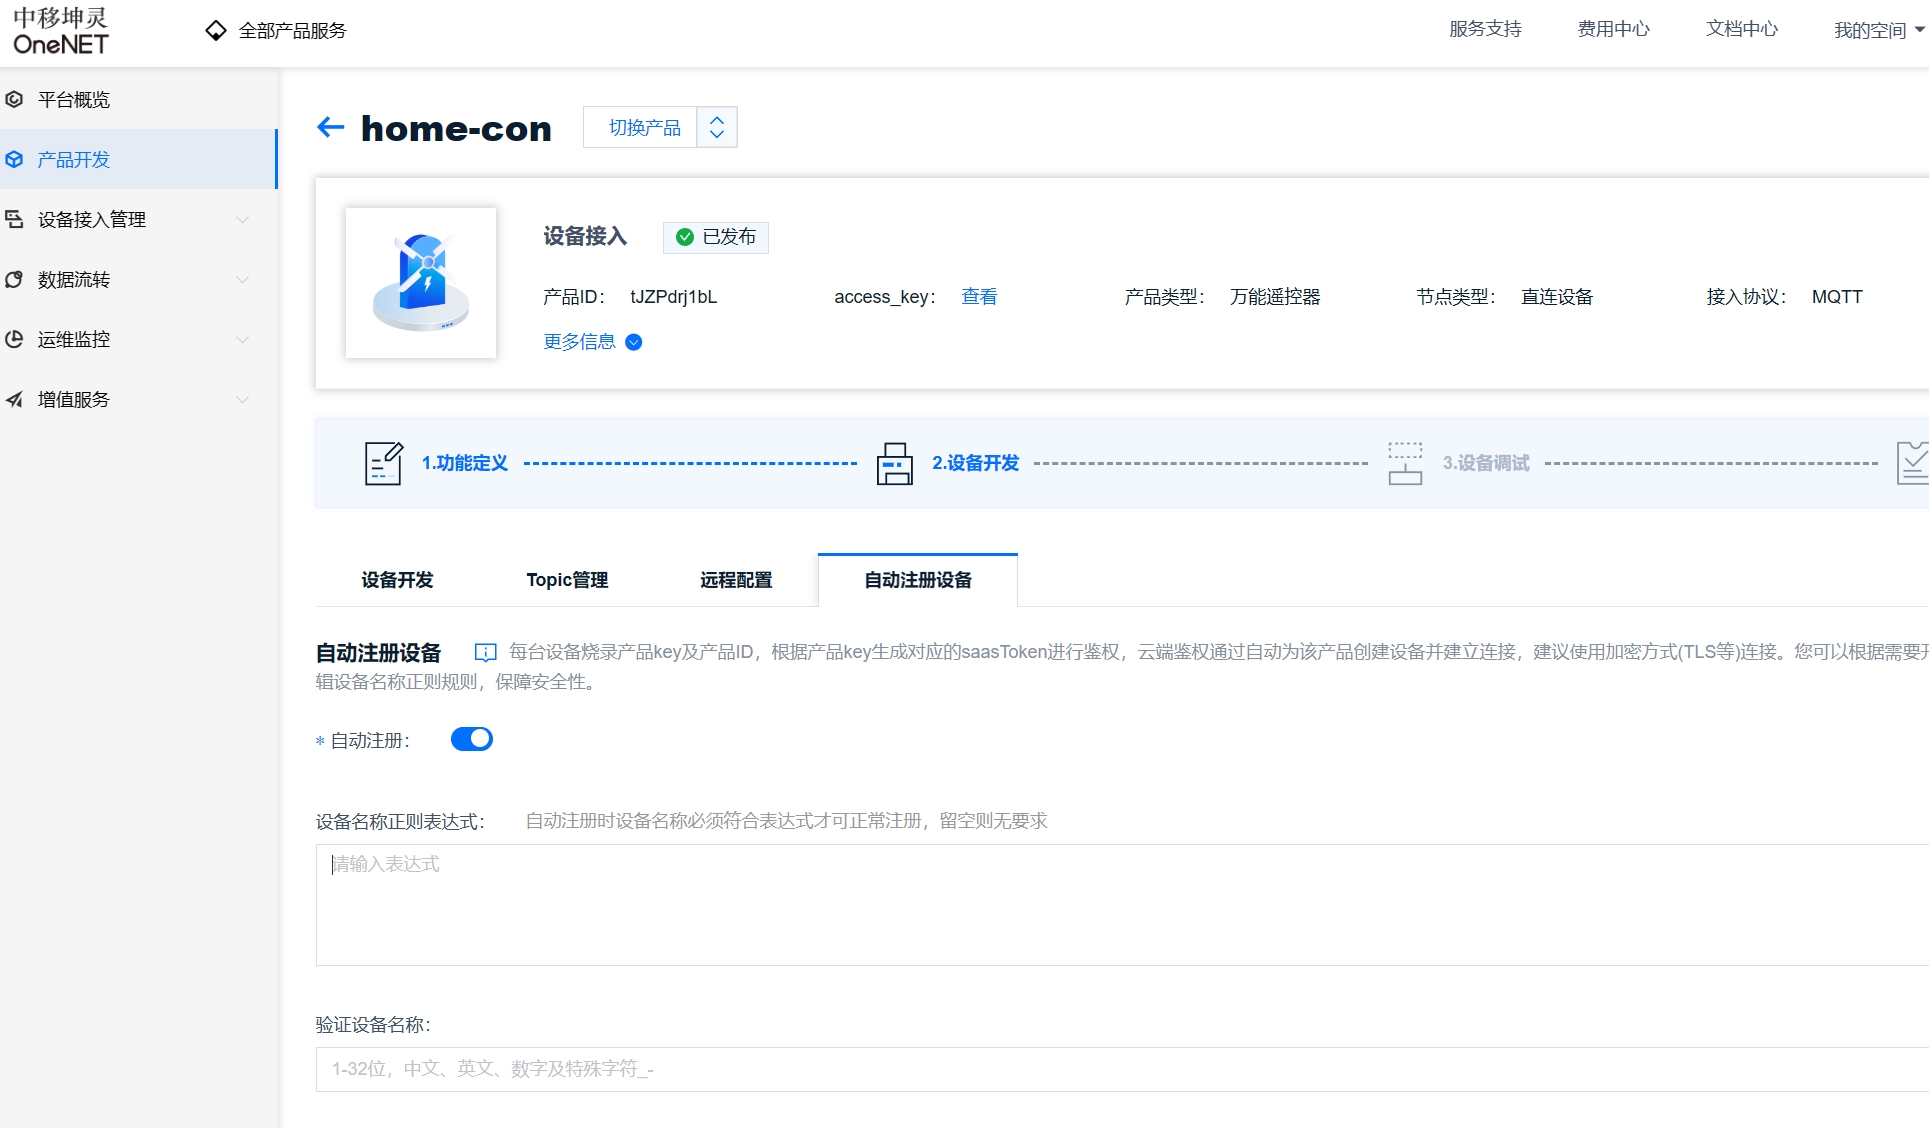 中移坤灵
OneNET
全部产品服务
服务支持
费用中心
文档中心
我的空间
平台概览
产品开发
设备接入管理
数据流转
运维监控
增值服务
home-con
切换产品
设备接入
已发布
产品ID： tJZPdrj1bL
access_key： 查看
产品类型： 万能遥控器
节点类型： 直连设备
接入协议： MQTT
更多信息
1.功能定义
2.设备开发
3.设备调试
设备开发
Topic管理
远程配置
自动注册设备
自动注册设备 每台设备烧录产品key及产品ID，根据产品key生成对应的saasToken进行鉴权，云端鉴权通过自动为该产品创建设备并建立连接，建议使用加密方式(TLS等)连接。您可以根据需要开
辑设备名称正则规则，保障安全性。
* 自动注册：
设备名称正则表达式： 自动注册时设备名称必须符合表达式才可正常注册，留空则无要求
请输入表达式
验证设备名称：
1-32位，中文、英文、数字及特殊字符_-